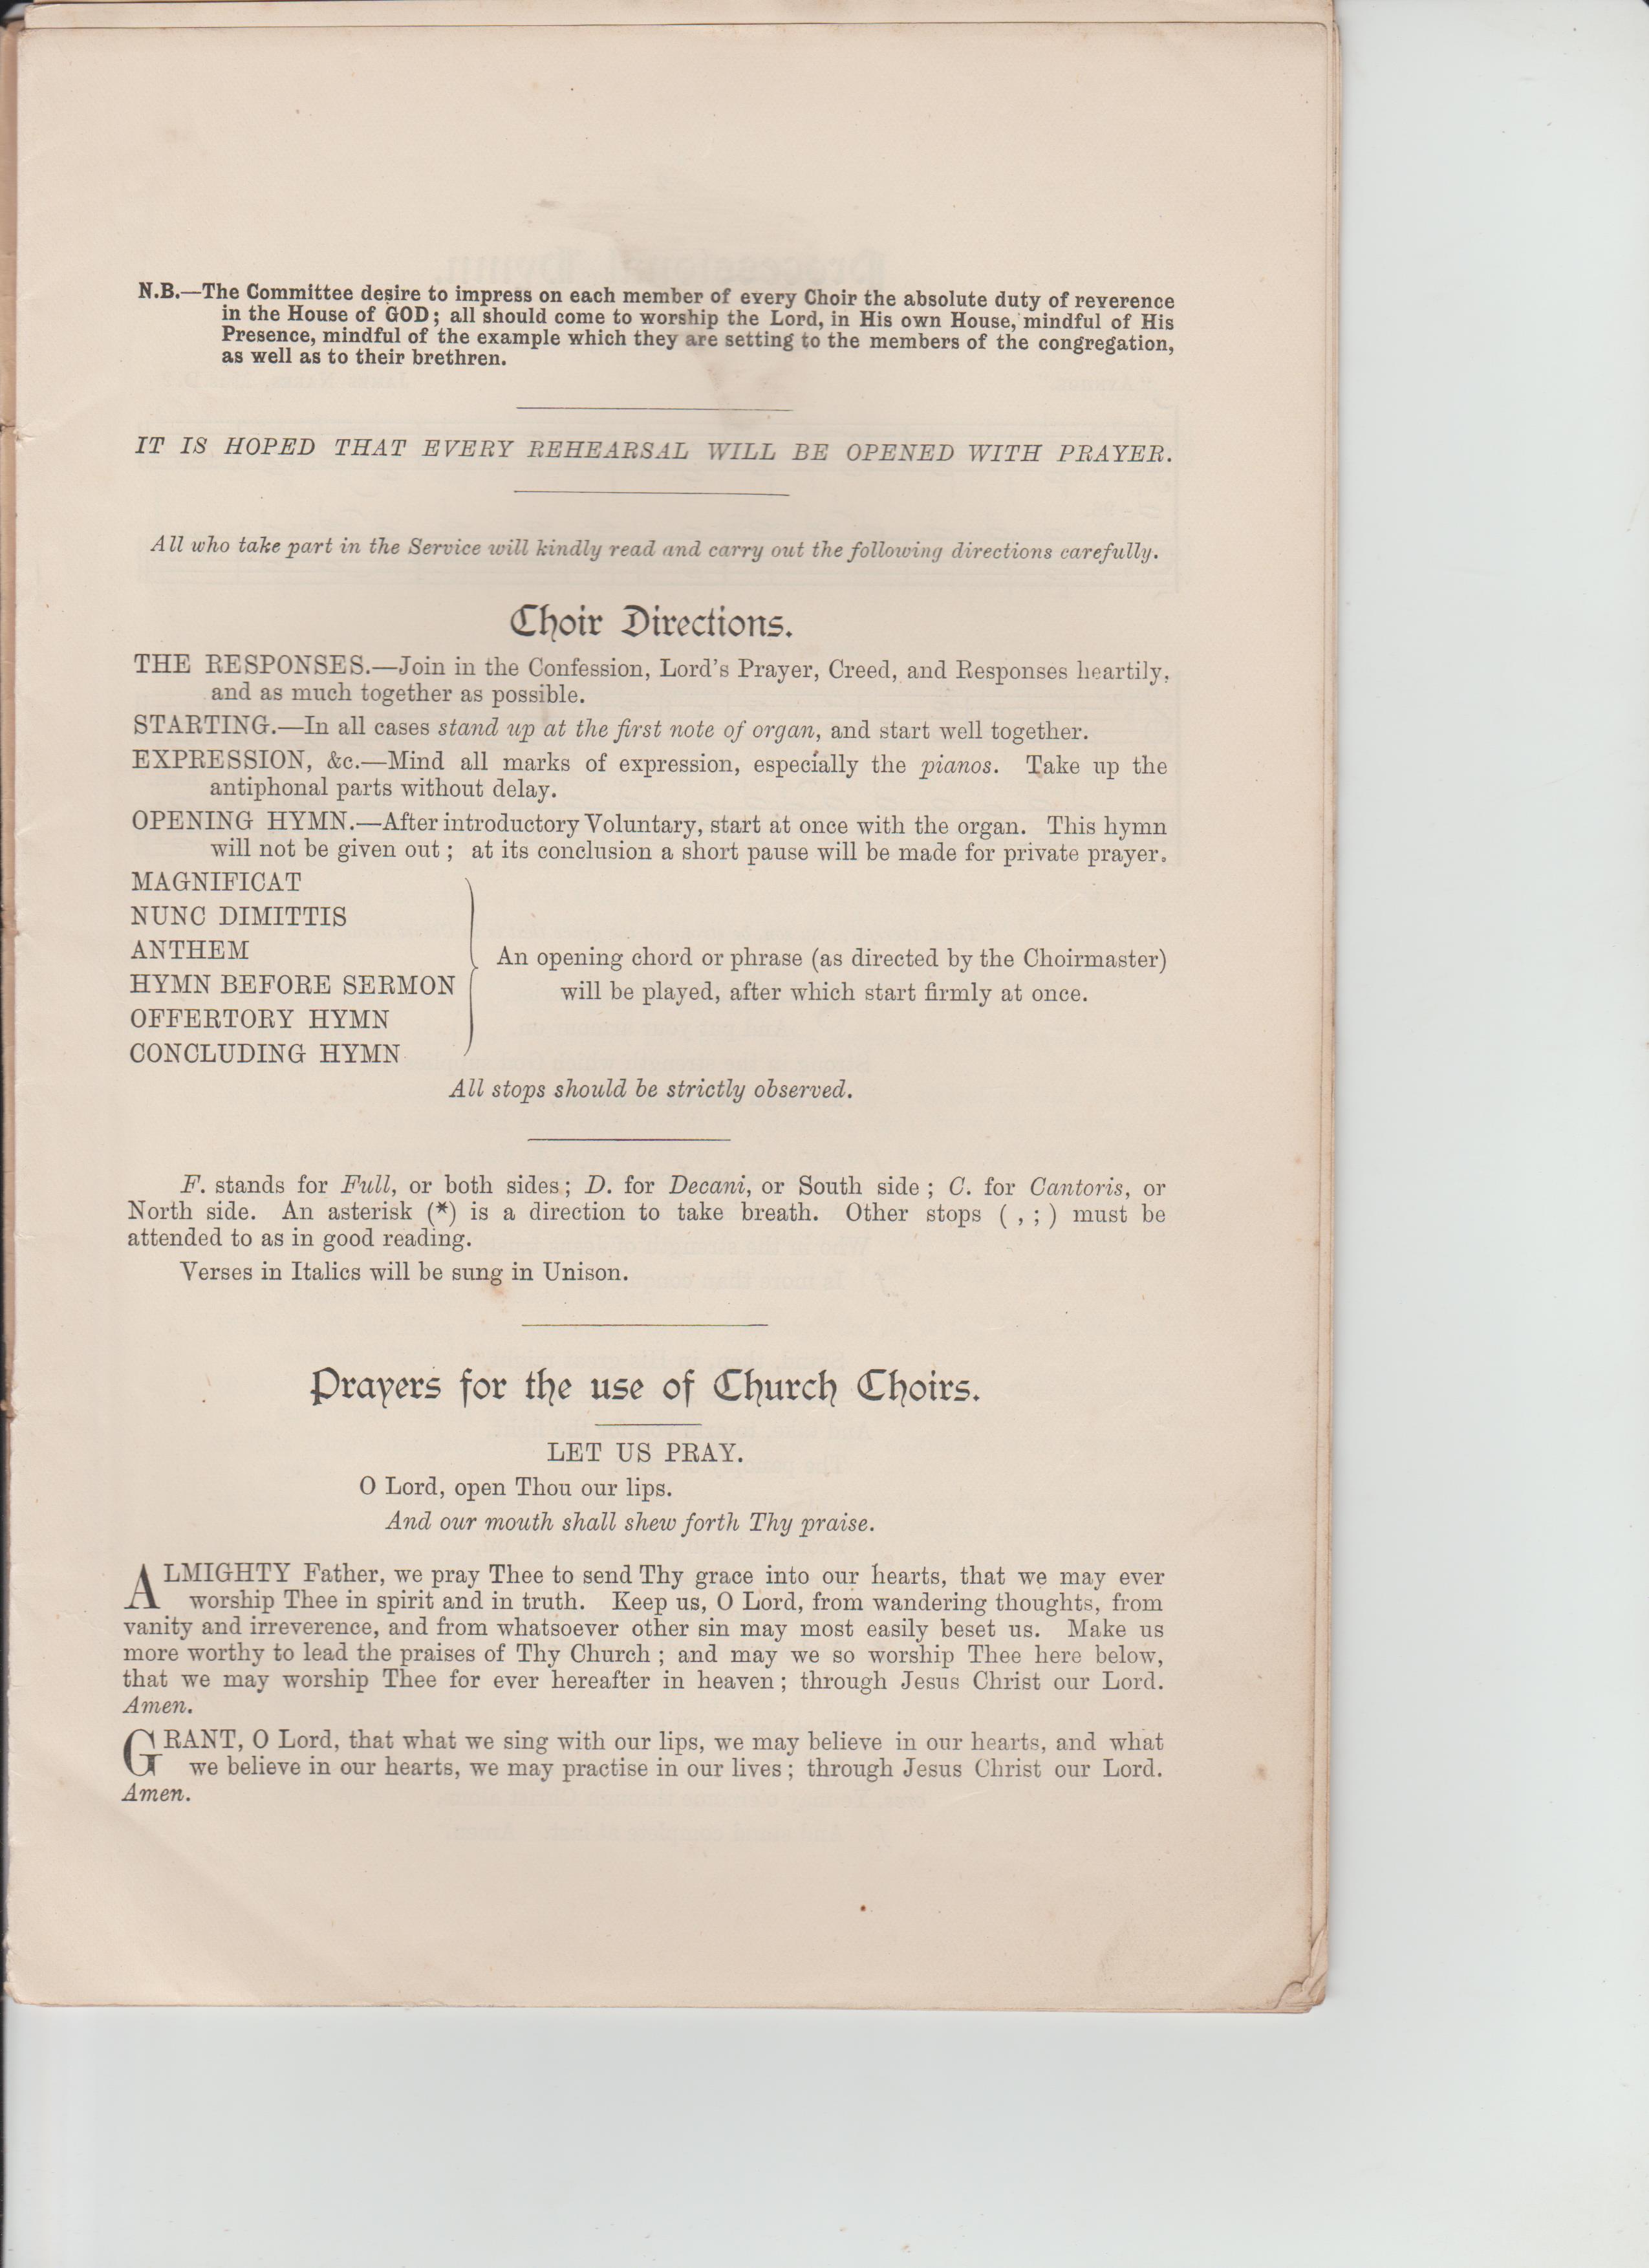 N.B.—The Committee desire to impress on each member of every Choir the absolute duty of reverence
in the House of GOD; all should come to worship the Lord, in His own House, mindful of His
Presence, mindful of the example which they are setting to the members of the congregation,
as well as to their brethren.
IT IS HOPED THAT EVERY REHEARSAL WILL BE OPENED WITH PRAYER.
All who take part in the Service will kindly read and carry out the following directions carefully.
Choir Directions.
THE RESPONSES.—Join in the Confession, Lord's Prayer, Creed, and Responses heartily,
and as much together as possible.
STARTING.—In all cases stand up at the first note of organ, and start well together.
EXPRESSION, &c.—Mind all marks of expression, especially the pianos. Take up the
antiphonal parts without delay.
OPENING HYMN.—After introductory Voluntary, start at once with the organ. This hymn
will not be given out; at its conclusion a short pause will be made for private prayer.
MAGNIFICAT
NUNC DIMITTIS
ANTHEM
HYMN BEFORE SERMON
OFFERTORY HYMN
CONCLUDING HYMN
An opening chord or phrase (as directed by the Choirmaster)
will be played, after which start firmly at once.
All stops should be strictly observed.
F. stands for Full, or both sides; D. for Decani, or South side; C. for Cantoris, or
North side. An asterisk (*) is a direction to take breath. Other stops ( , ; ) must be
attended to as in good reading.
Verses in Italics will be sung in Unison.
Prayers for the use of Church Choirs.
LET US PRAY.
O Lord, open Thou our lips.
And our mouth shall shew forth Thy praise.
ALMIGHTY Father, we pray Thee to send Thy grace into our hearts, that we may ever
worship Thee in spirit and in truth. Keep us, O Lord, from wandering thoughts, from
vanity and irreverence, and from whatsoever other sin may most easily beset us. Make us
more worthy to lead the praises of Thy Church; and may we so worship Thee here below,
that we may worship Thee for ever hereafter in heaven; through Jesus Christ our Lord.
Amen.
GRANT, O Lord, that what we sing with our lips, we may believe in our hearts, and what
we believe in our hearts, we may practise in our lives; through Jesus Christ our Lord.
Amen.